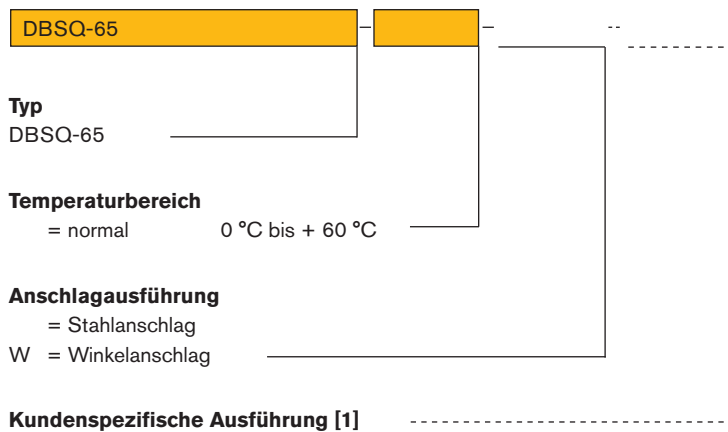 DBSQ-65 – – --
Typ
DBSQ-65
Temperaturbereich
= normal 0 °C bis + 60 °C
Anschlagausführung
= Stahlanschlag
W = Winkelanschlag
Kundenspezifische Ausführung [1]